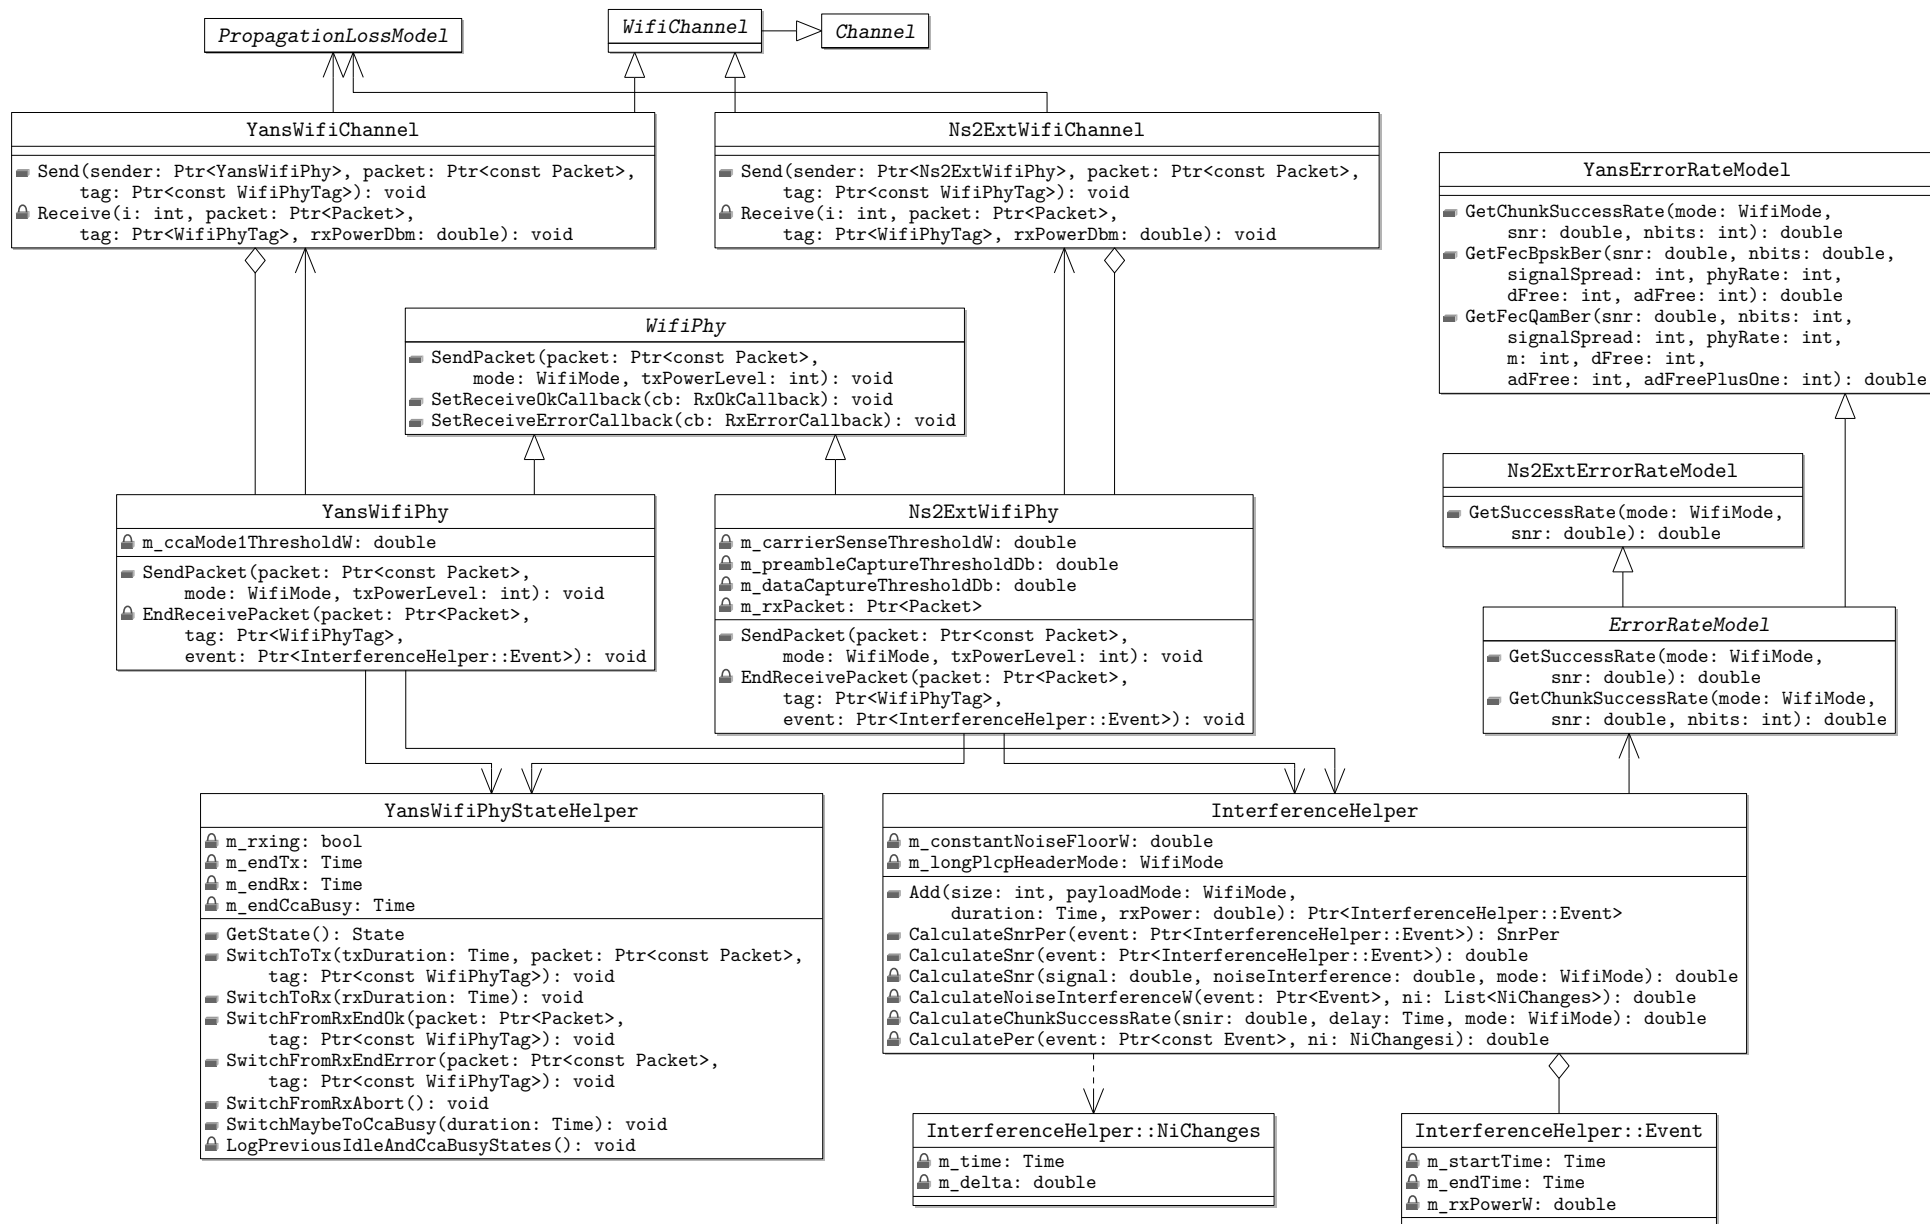 PropagationLossModel
WifiChannel
Channel
YansWifiChannel
Send(sender: Ptr<YansWifiPhy>, packet: Ptr<const Packet>,
tag: Ptr<const WifiPhyTag>): void
Receive(i: int, packet: Ptr<Packet>,
tag: Ptr<WifiPhyTag>, rxPowerDbm: double): void
Ns2ExtWifiChannel
Send(sender: Ptr<Ns2ExtWifiPhy>, packet: Ptr<const Packet>,
tag: Ptr<const WifiPhyTag>): void
Receive(i: int, packet: Ptr<Packet>,
tag: Ptr<WifiPhyTag>, rxPowerDbm: double): void
YansErrorRateModel
GetChunkSuccessRate(mode: WifiMode,
snr: double, nbits: int): double
GetFecBpskBer(snr: double, nbits: double,
signalSpread: int, phyRate: int,
dFree: int, adFree: int): double
GetFecQamBer(snr: double, nbits: int,
signalSpread: int, phyRate: int,
m: int, dFree: int,
adFree: int, adFreePlusOne: int): double
WifiPhy
SendPacket(packet: Ptr<const Packet>,
mode: WifiMode, txPowerLevel: int): void
SetReceiveOkCallback(cb: RxOkCallback): void
SetReceiveErrorCallback(cb: RxErrorCallback): void
Ns2ExtErrorRateModel
GetSuccessRate(mode: WifiMode,
snr: double): double
YansWifiPhy
m_ccaMode1ThresholdW: double
SendPacket(packet: Ptr<const Packet>,
mode: WifiMode, txPowerLevel: int): void
EndReceivePacket(packet: Ptr<Packet>,
tag: Ptr<WifiPhyTag>,
event: Ptr<InterferenceHelper::Event>): void
Ns2ExtWifiPhy
m_carrierSenseThresholdW: double
m_preambleCaptureThresholdDb: double
m_dataCaptureThresholdDb: double
m_rxPacket: Ptr<Packet>
SendPacket(packet: Ptr<const Packet>,
mode: WifiMode, txPowerLevel: int): void
EndReceivePacket(packet: Ptr<Packet>,
tag: Ptr<WifiPhyTag>,
event: Ptr<InterferenceHelper::Event>): void
ErrorRateModel
GetSuccessRate(mode: WifiMode,
snr: double): double
GetChunkSuccessRate(mode: WifiMode,
snr: double, nbits: int): double
YansWifiPhyStateHelper
m_rxing: bool
m_endTx: Time
m_endRx: Time
m_endCcaBusy: Time
GetState(): State
SwitchToTx(txDuration: Time, packet: Ptr<const Packet>,
tag: Ptr<const WifiPhyTag>): void
SwitchToRx(rxDuration: Time): void
SwitchFromRxEndOk(packet: Ptr<Packet>,
tag: Ptr<const WifiPhyTag>): void
SwitchFromRxEndError(packet: Ptr<const Packet>,
tag: Ptr<const WifiPhyTag>): void
SwitchFromRxAbort(): void
SwitchMaybeToCcaBusy(duration: Time): void
LogPreviousIdleAndCcaBusyStates(): void
InterferenceHelper
m_constantNoiseFloorW: double
m_longPlcpHeaderMode: WifiMode
Add(size: int, payloadMode: WifiMode,
duration: Time, rxPower: double): Ptr<InterferenceHelper::Event>
CalculateSnrPer(event: Ptr<InterferenceHelper::Event>): SnrPer
CalculateSnr(event: Ptr<InterferenceHelper::Event>): double
CalculateSnr(signal: double, noiseInterference: double, mode: WifiMode): double
CalculateNoiseInterferenceW(event: Ptr<Event>, ni: List<NiChanges>): double
CalculateChunkSuccessRate(snir: double, delay: Time, mode: WifiMode): double
CalculatePer(event: Ptr<const Event>, ni: NiChangesi): double
InterferenceHelper::NiChanges
m_time: Time
m_delta: double
InterferenceHelper::Event
m_startTime: Time
m_endTime: Time
m_rxPowerW: double